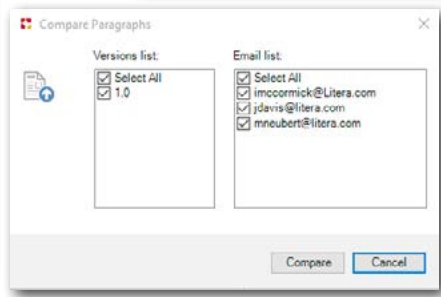 Compare Paragraphs
Versions list:
Email list:
Select All
1.0
Select All
imccormick@Litera.com
jdavis@litera.com
mneubert@litera.com
Compare
Cancel